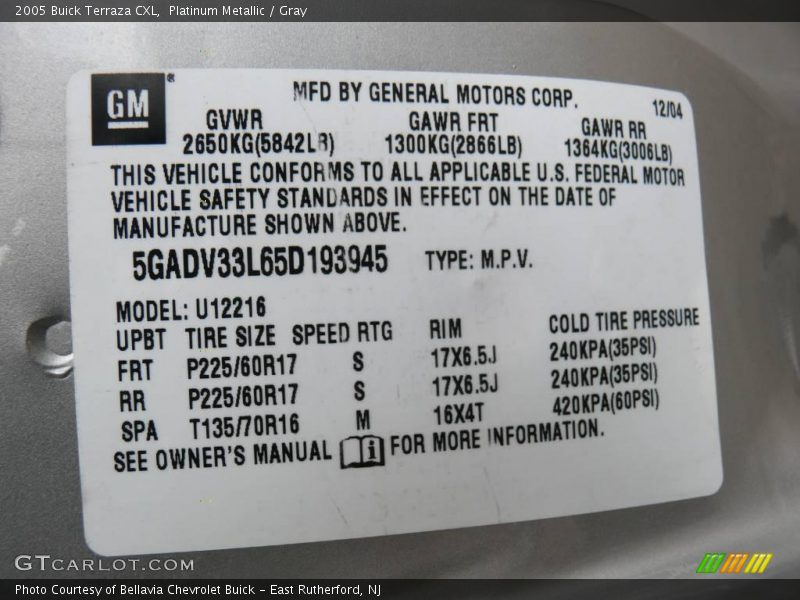 2005 Buick Terraza CXL, Platinum Metallic / Gray
GM®
MFD BY GENERAL MOTORS CORP. 12/04
GVWR GAWR FRT GAWR RR
2650KG(5842LB) 1300KG(2866LB) 1364KG(3006LB)
THIS VEHICLE CONFORMS TO ALL APPLICABLE U.S. FEDERAL MOTOR
VEHICLE SAFETY STANDARDS IN EFFECT ON THE DATE OF
MANUFACTURE SHOWN ABOVE.
5GADV33L65D193945 TYPE: M.P.V.
MODEL: U12216
UPBT TIRE SIZE SPEED RTG RIM COLD TIRE PRESSURE
FRT P225/60R17 S 17X6.5J 240KPA(35PSI)
RR P225/60R17 S 17X6.5J 240KPA(35PSI)
SPA T135/70R16 M 16X4T 420KPA(60PSI)
SEE OWNER'S MANUAL i FOR MORE INFORMATION.
GTCARLOT.COM
Photo Courtesy of Bellavia Chevrolet Buick - East Rutherford, NJ